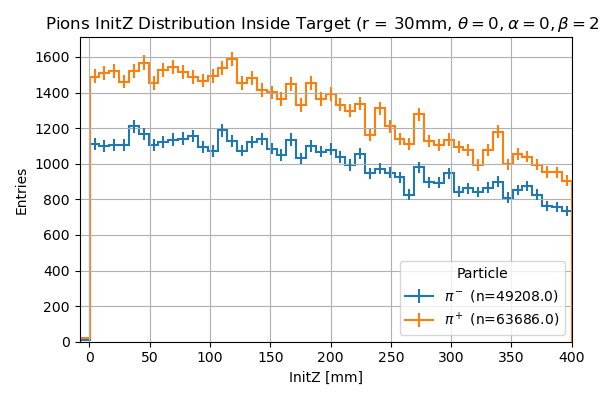 Pions InitZ Distribution Inside Target (r = 30mm, θ = 0, α = 0, β = 2
Entries
1600
1400
1200
1000
800
600
400
200
0
0 50 100 150 200 250 300 350 400
InitZ [mm]
Particle
π⁻ (n=49208.0)
π⁺ (n=63686.0)